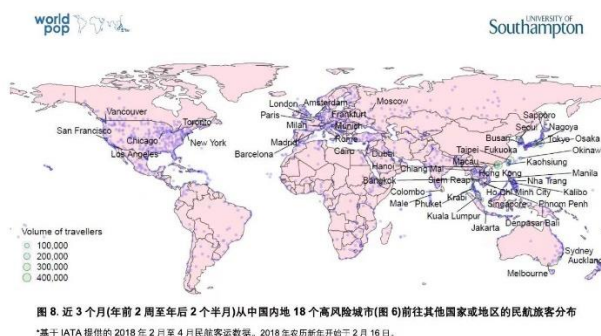 world
pop
UNIVERSITY OF
Southampton
Vancouver
San Francisco
Chicago
Los Angeles
Toronto
New York
London
Amsterdam
Moscow
Paris
Frankfurt
Milan
Munich
Madrid
Rome
Barcelona
Cairo
Dubai
Sapporo
Seoul
Nagoya
Busan
Tokyo
Osaka
Taipei
Fukuoka
Okinawa
Macau
Kaohsiung
Hanoi
Chiang Mai
Hong Kong
Manila
Bangkok
Siem Reap
Nha Trang
Colombo
Ho Chi Minh City
Kalibo
Male
Phuket
Krabi
Singapore
Phnom Penh
Kuala Lumpur
Denpasar Bali
Jakarta
Sydney
Auckland
Melbourne
Volume of travellers
100,000
200,000
300,000
400,000
图 8. 近 3 个月(年前 2 周至年后 2 个半月)从中国内地 18 个高风险城市(图 6)前往其他国家或地区的民航旅客分布
*基于 IATA 提供的 2018 年 2 月至 4 月民航客运数据。2018 年农历新年开始于 2 月 16 日。